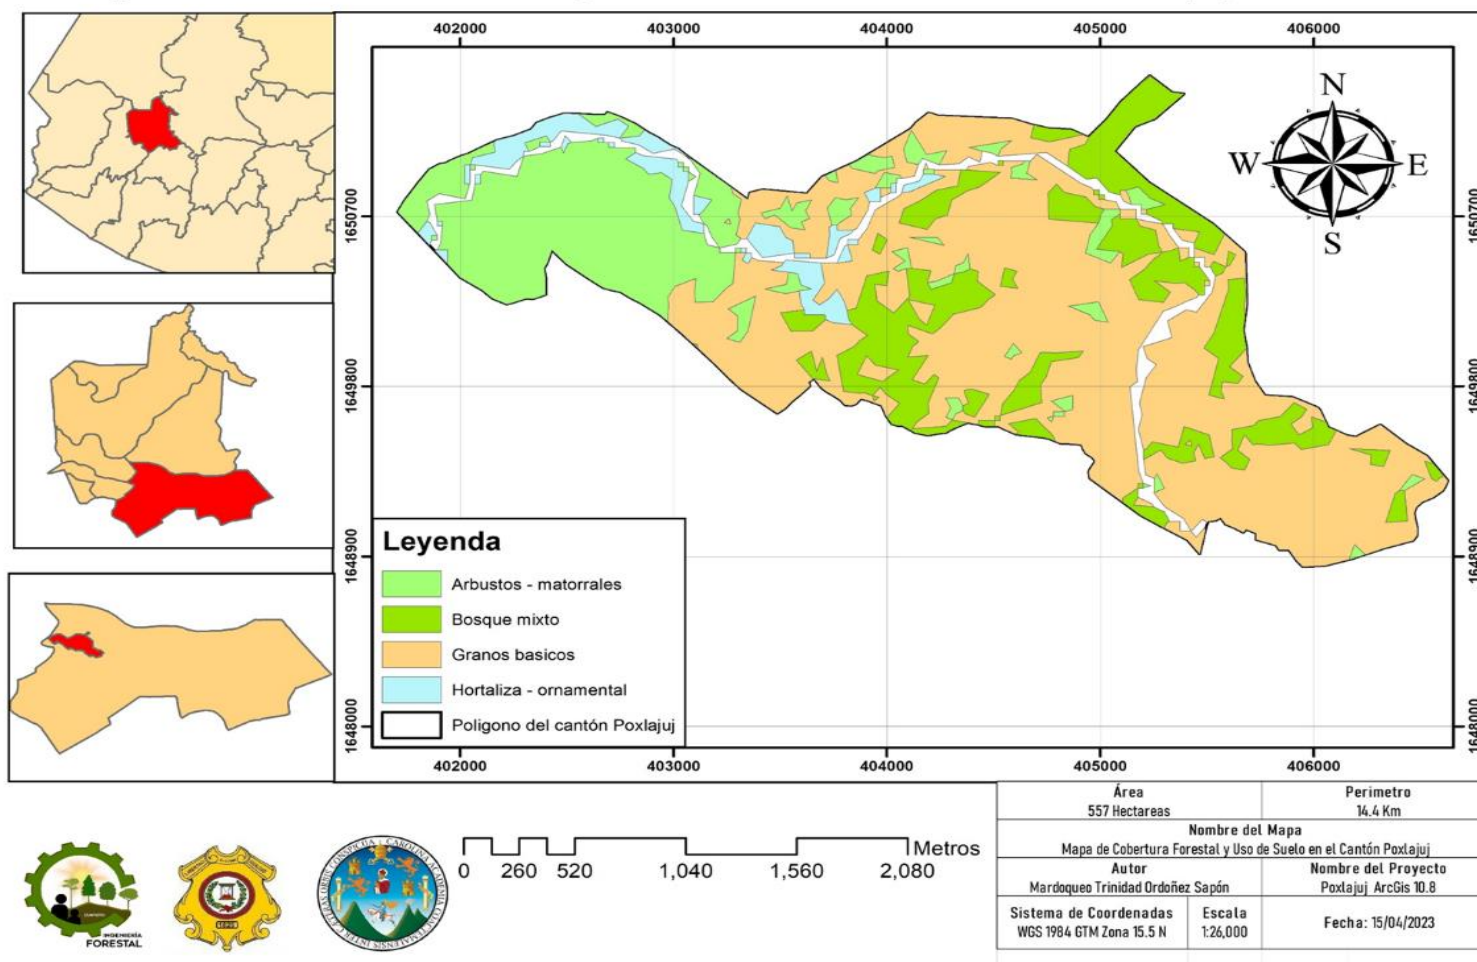 402000 403000 404000 405000 406000
N
W E
S
1650700 1650700
1649800 1649800
1648900 1648900
1648000 1648000
Leyenda
Arbustos - matorrales
Bosque mixto
Granos basicos
Hortaliza - ornamental
Poligono del cantón Poxlajuj
402000 403000 404000 405000 406000
Área
557 Hectareas
Perimetro
14.4 Km
Nombre del Mapa
Mapa de Cobertura Forestal y Uso de Suelo en el Cantón Poxlajuj
Autor
Mardoqueo Trinidad Ordoñez Sapón
Nombre del Proyecto
Poxlajuj ArcGis 10.8
Sistema de Coordenadas
WGS 1984 GTM Zona 15.5 N
Escala
1:26,000
Fecha: 15/04/2023
Metros
0 260 520 1,040 1,560 2,080
INGENIERÍA
FORESTAL